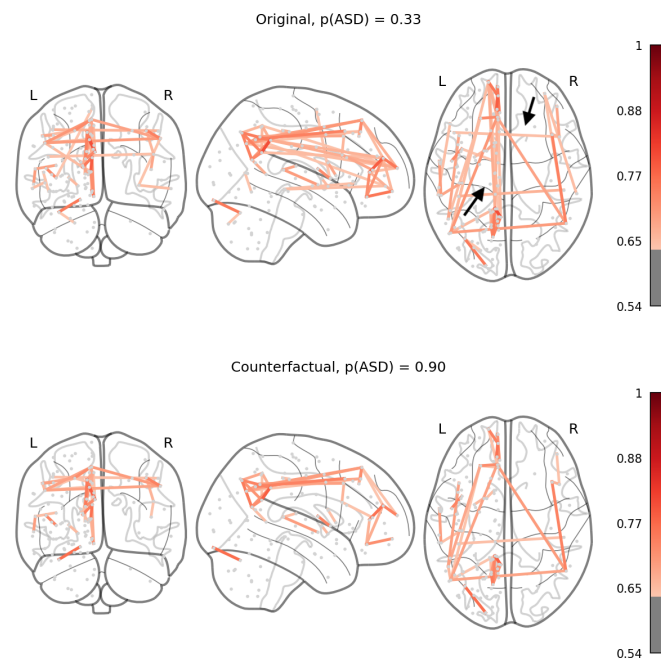 Original, p(ASD) = 0.33
L R L R
1
0.88
0.77
0.65
0.54
Counterfactual, p(ASD) = 0.90
L R L R
1
0.88
0.77
0.65
0.54